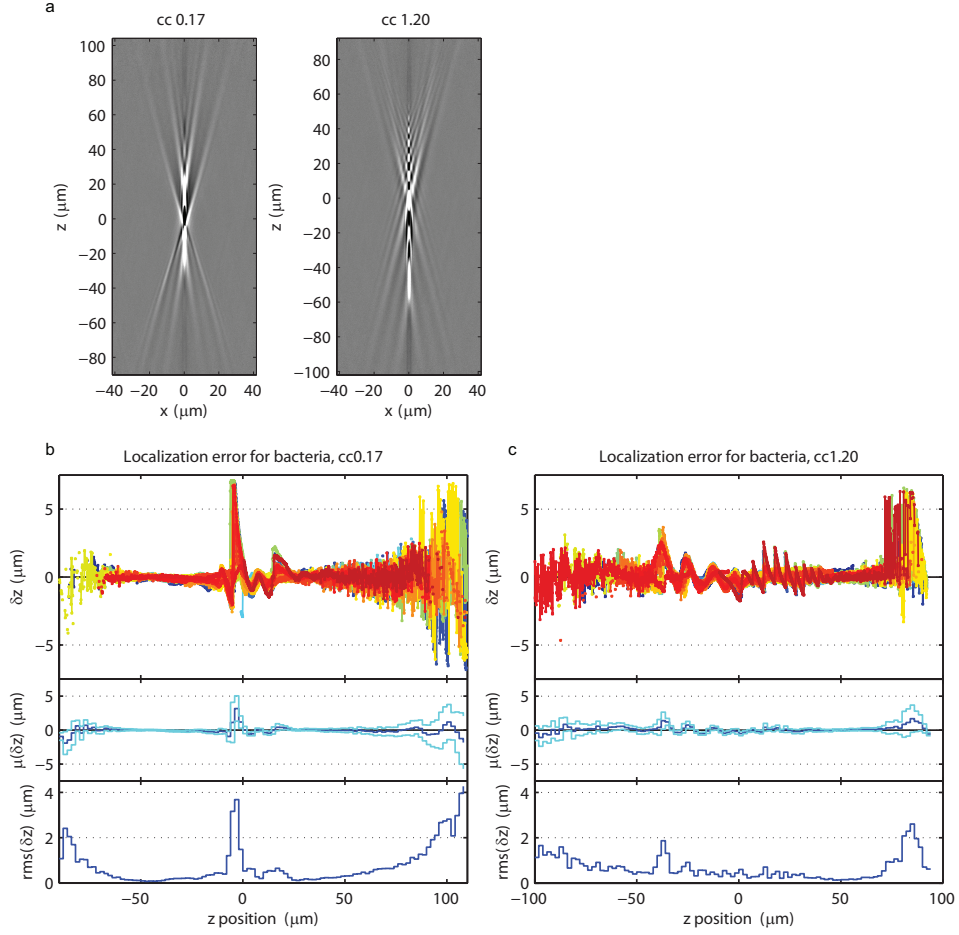 a
cc 0.17
cc 1.20
100
80
60
40
20
0
−20
−40
−60
−80
z (μm)
−40 −20 0 20 40
x (μm)
80
60
40
20
0
−20
−40
−60
−80
−100
z (μm)
−40 −20 0 20 40
x (μm)
b
Localization error for bacteria, cc0.17
5
0
−5
δz (μm)
5
0
−5
μ(δz) (μm)
4
2
0
rms(δz) (μm)
−50 0 50 100
z position (μm)
c
Localization error for bacteria, cc1.20
5
0
−5
δz (μm)
5
0
−5
μ(δz) (μm)
4
2
0
rms(δz) (μm)
−100 −50 0 50 100
z position (μm)